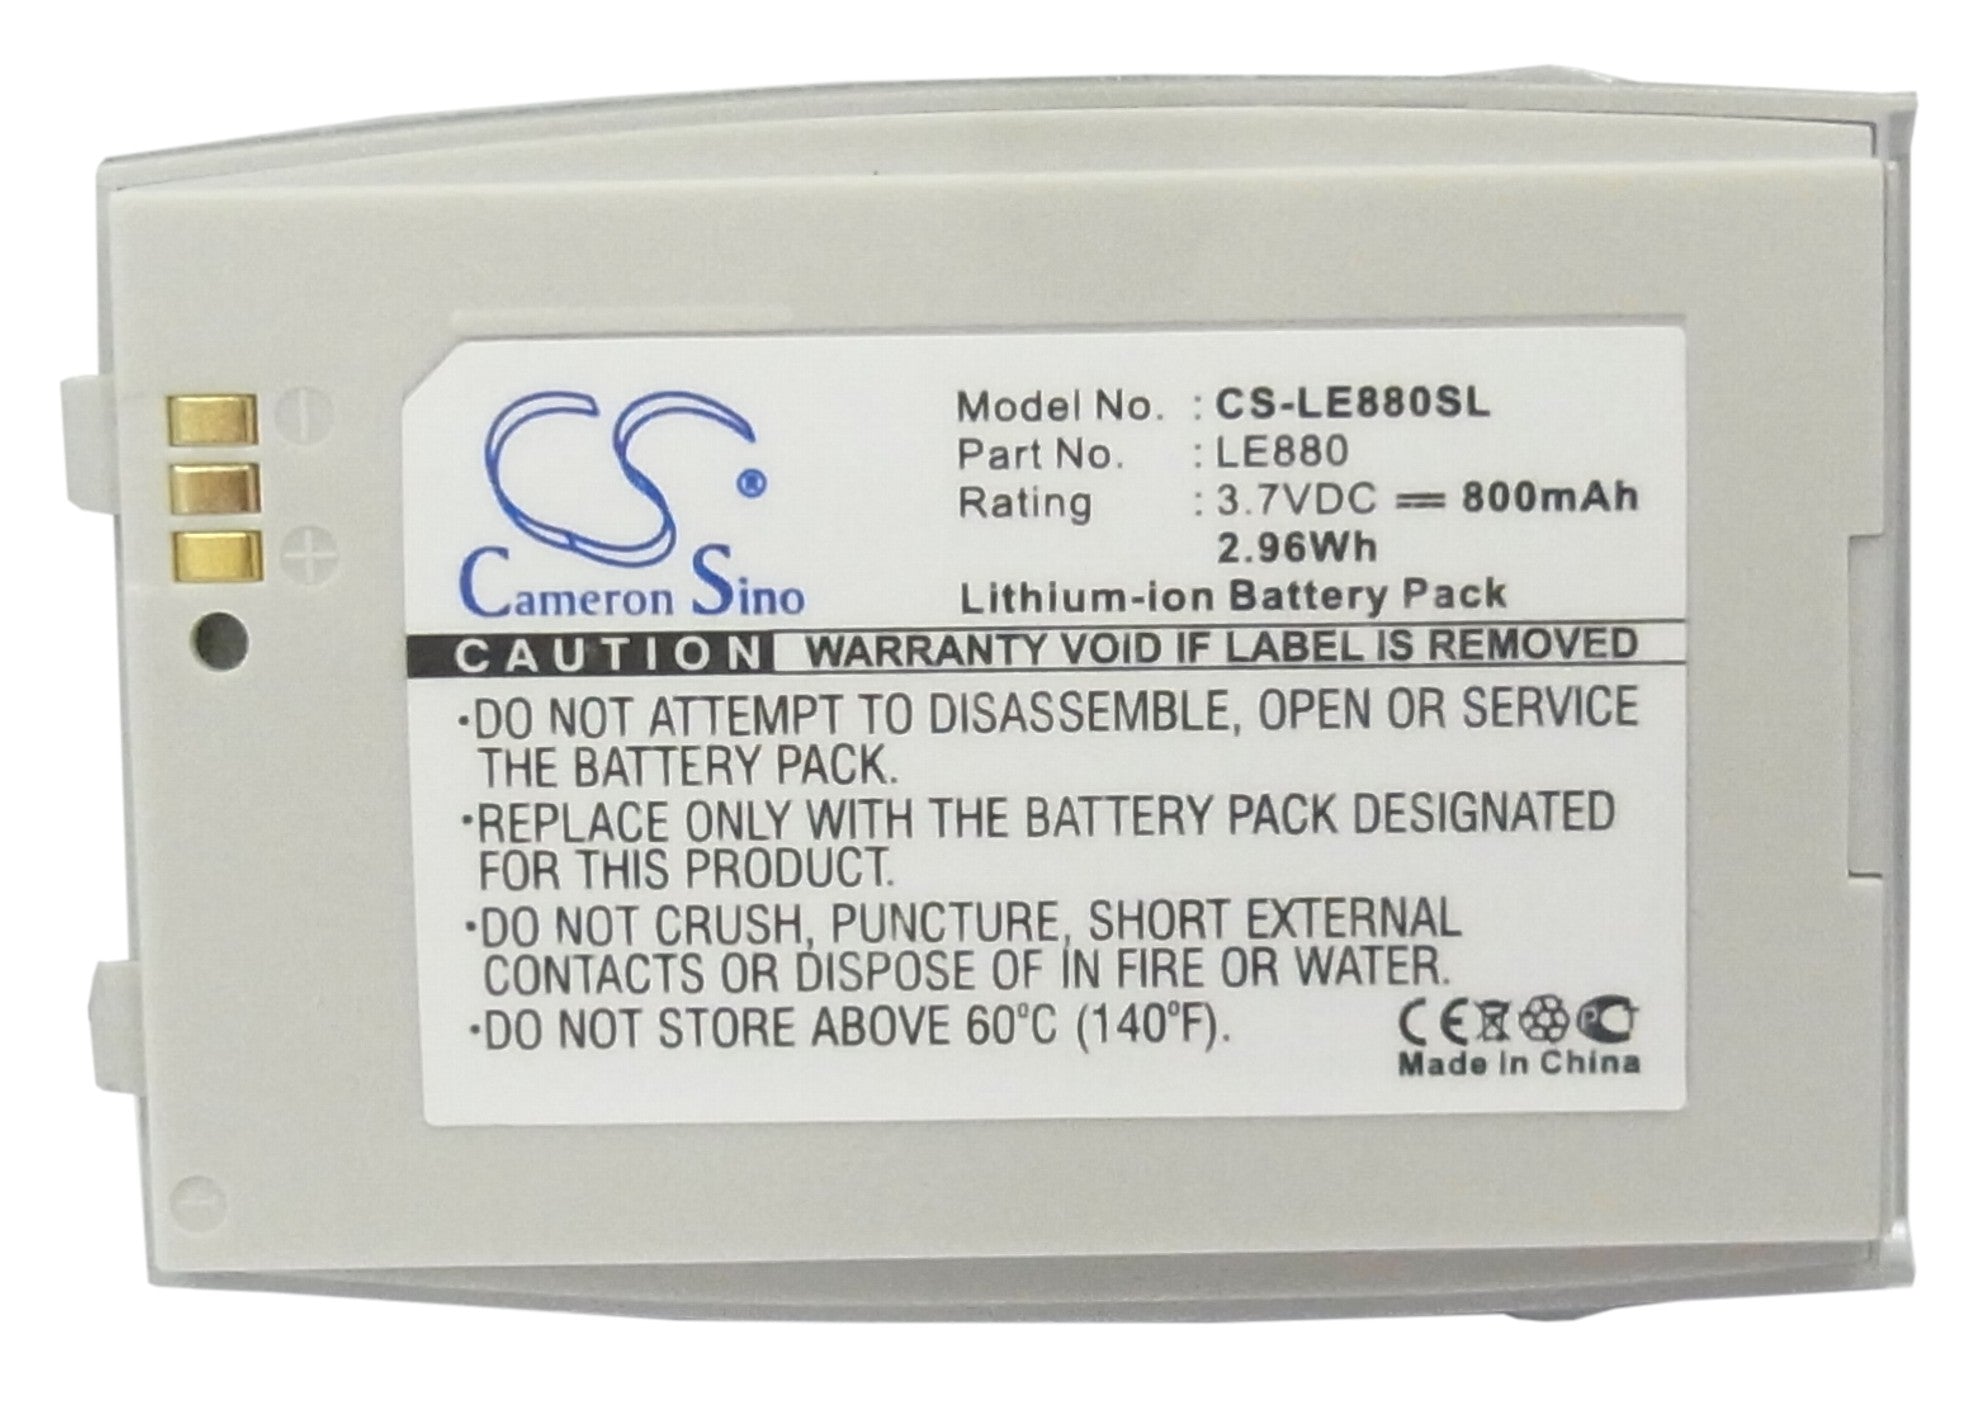 CS®
Cameron Sino
Model No. : CS-LE880SL
Part No. : LE880
Rating : 3.7VDC ⎓ 800mAh
2.96Wh
Lithium-ion Battery Pack
CAUTION WARRANTY VOID IF LABEL IS REMOVED
•DO NOT ATTEMPT TO DISASSEMBLE, OPEN OR SERVICE
THE BATTERY PACK.
•REPLACE ONLY WITH THE BATTERY PACK DESIGNATED
FOR THIS PRODUCT.
•DO NOT CRUSH, PUNCTURE, SHORT EXTERNAL
CONTACTS OR DISPOSE OF IN FIRE OR WATER.
•DO NOT STORE ABOVE 60°C (140°F).
CE PCT
Made in China